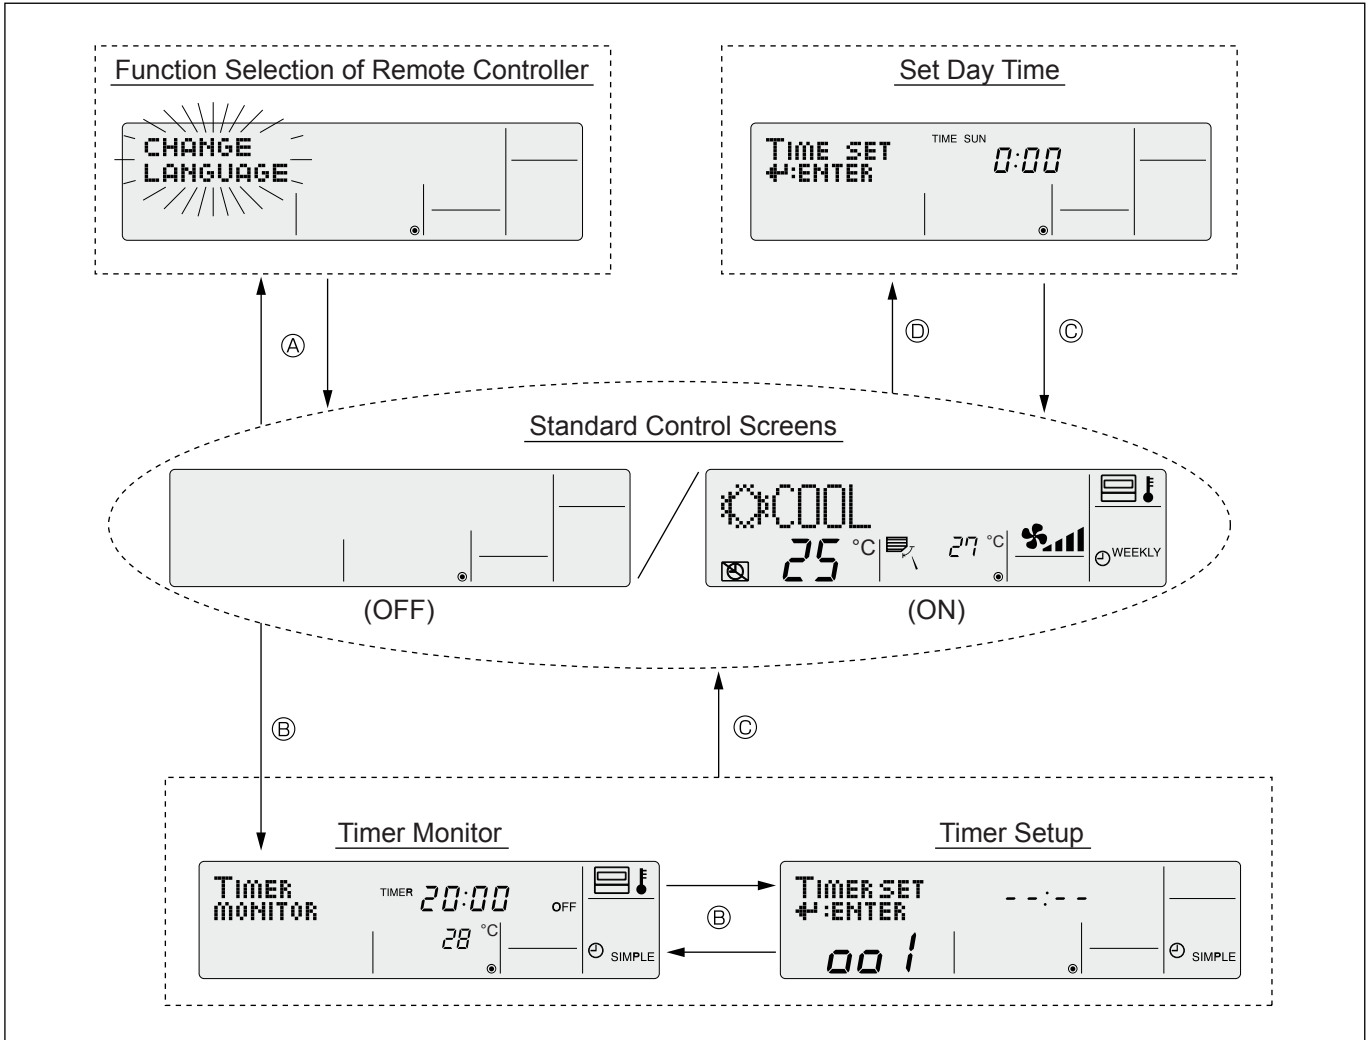 Function Selection of Remote Controller
CHANGE
LANGUAGE
Set Day Time
TIME SET
TIME SUN
0:00
:ENTER
Ⓐ
Ⓓ
Ⓒ
Standard Control Screens
COOL
25 °C
27 °C
WEEKLY
(OFF)
(ON)
Ⓑ
Ⓒ
Timer Monitor
TIMER
MONITOR
TIMER 20:00 OFF
28 °C
SIMPLE
Ⓑ
Timer Setup
TIMER SET
:ENTER
--:--
001
SIMPLE